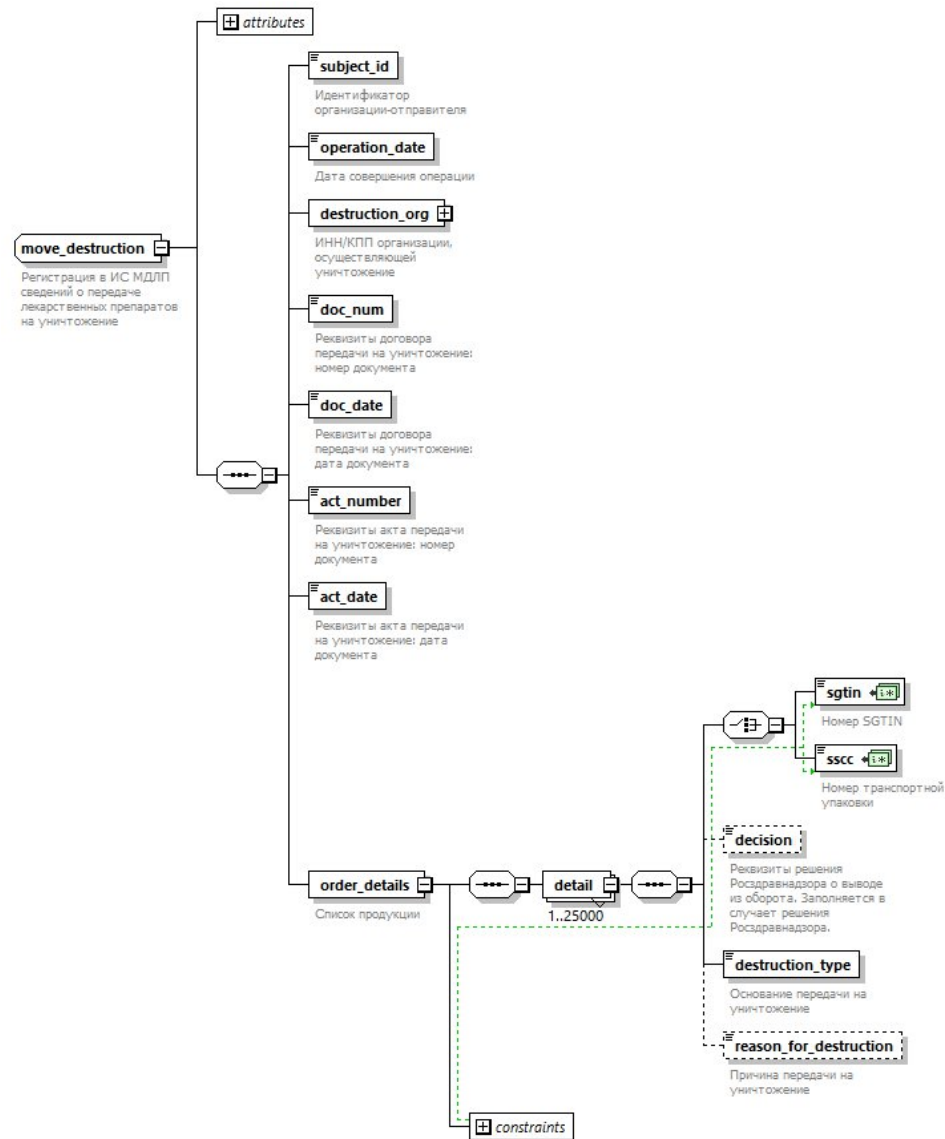 attributes
subject_id
Идентификатор
организации-отправителя
operation_date
Дата совершения операции
destruction_org
ИНН/КПП организации,
осуществляющей
уничтожение
move_destruction
Регистрация в ИС МДЛП
сведений о передаче
лекарственных препаратов
на уничтожение
doc_num
Реквизиты договора
передачи на уничтожение:
номер документа
doc_date
Реквизиты договора
передачи на уничтожение:
дата документа
act_number
Реквизиты акта передачи
на уничтожение: номер
документа
act_date
Реквизиты акта передачи
на уничтожение: дата
документа
sgtin
Номер SGTIN
sscc
Номер транспортной
упаковки
decision
Реквизиты решения
Росздравнадзора о выводе
из оборота. Заполняется в
случает решения
Росздравнадзора.
order_details
Список продукции
detail
1..25000
destruction_type
Основание передачи на
уничтожение
reason_for_destruction
Причина передачи на
уничтожение
constraints